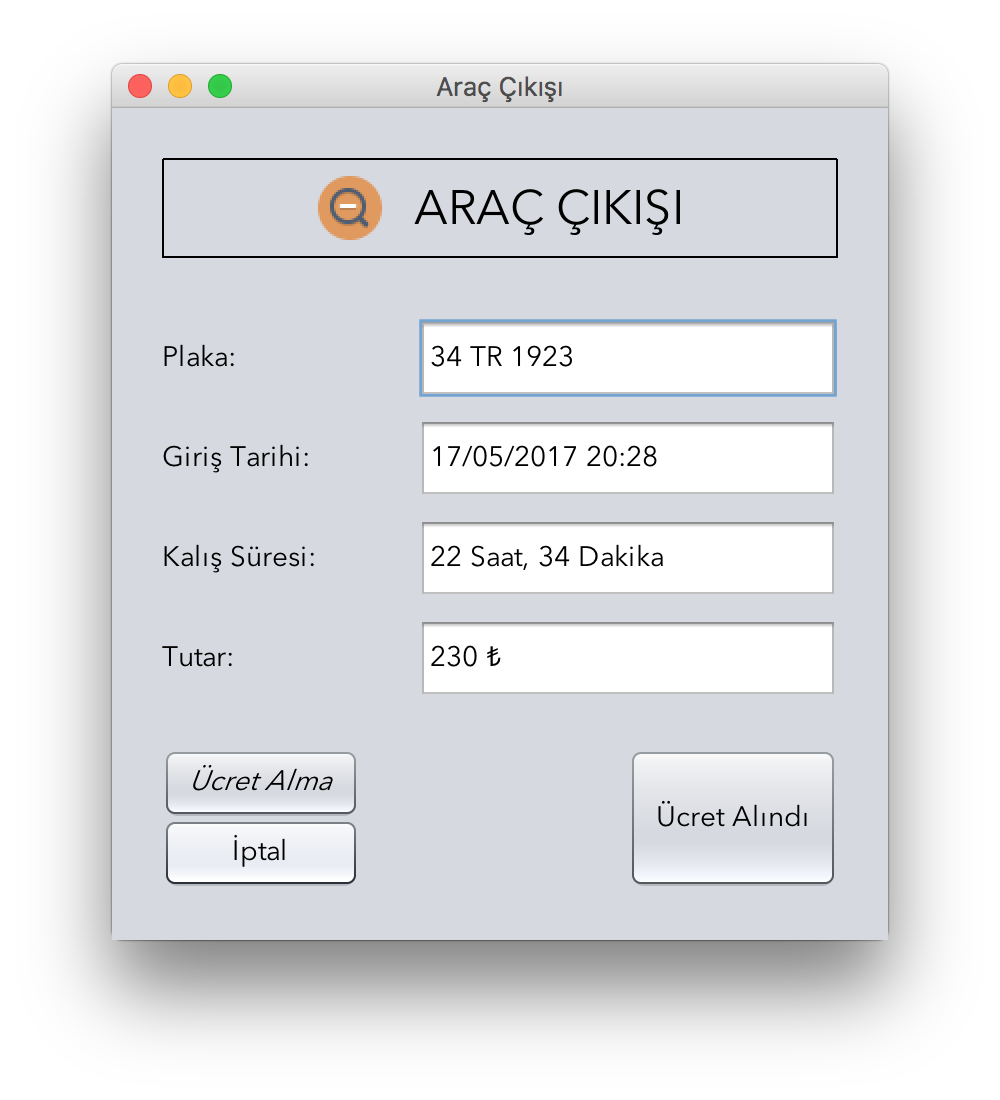 Araç Çıkışı
ARAÇ ÇIKIŞI
Plaka: 34 TR 1923
Giriş Tarihi: 17/05/2017 20:28
Kalış Süresi: 22 Saat, 34 Dakika
Tutar: 230 ₺
Ücret Alma
İptal
Ücret Alındı